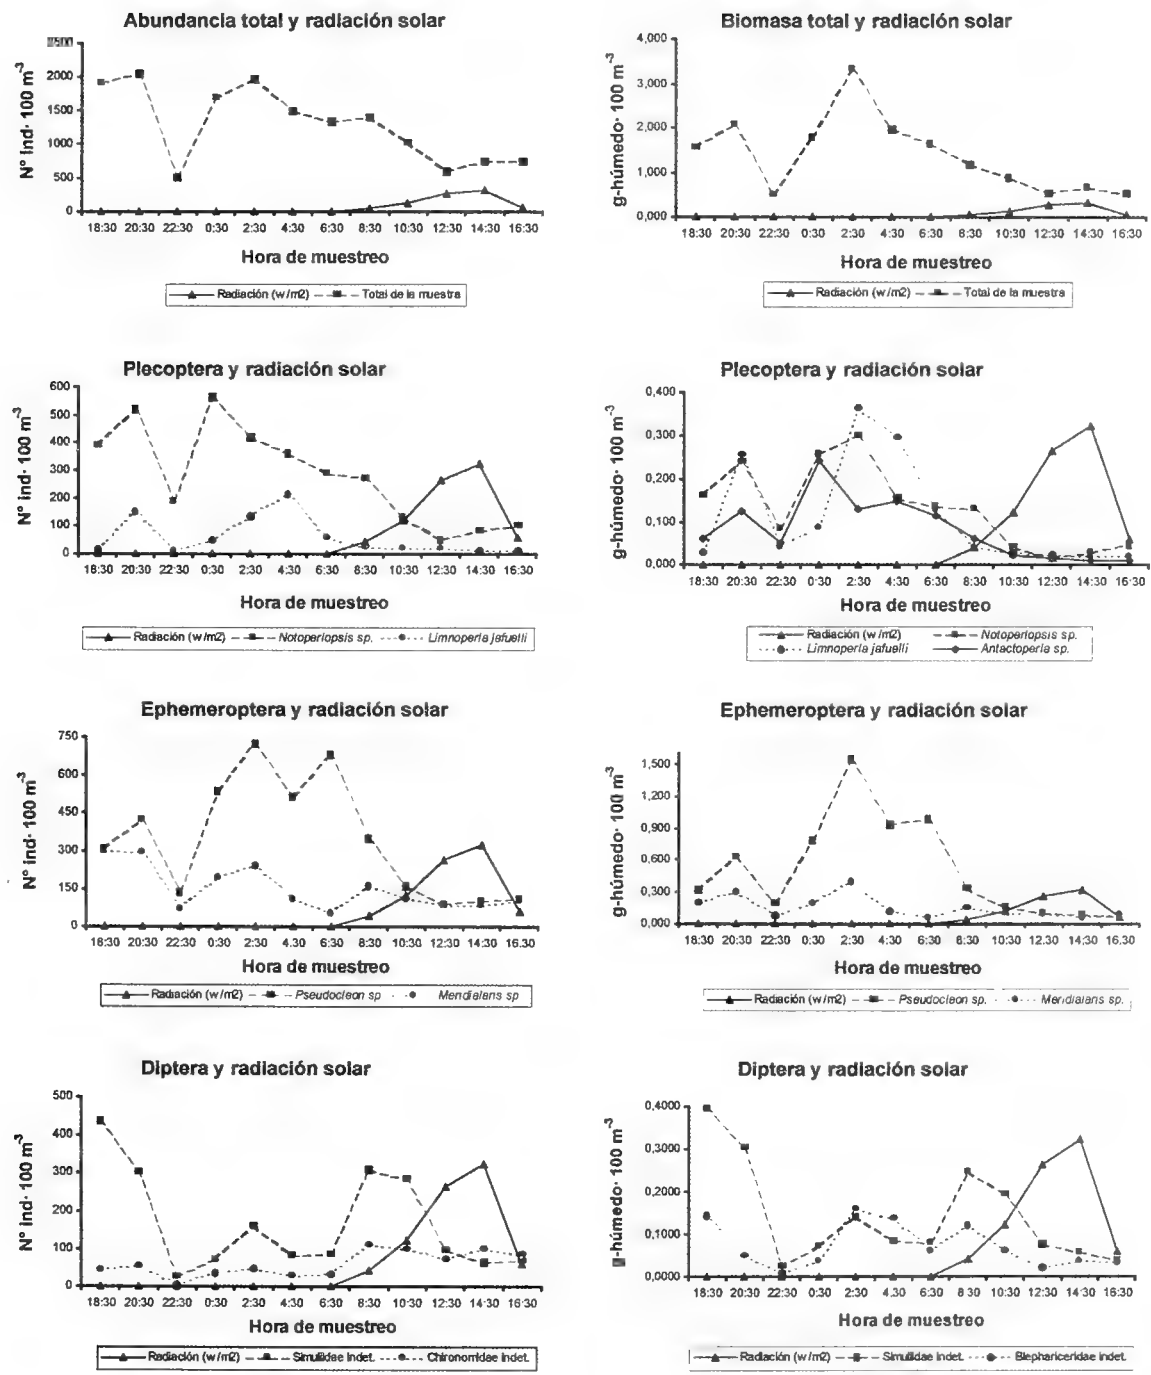 Abundancia total y radiación solar
Nº ind· 100 m⁻³
2000
1500
1000
500
0
18:30 20:30 22:30 0:30 2:30 4:30 6:30 8:30 10:30 12:30 14:30 16:30
Hora de muestreo
Radiación (w/m2) Total de la muestra
Biomasa total y radiación solar
g-húmedo· 100 m⁻³
4,000
3,000
2,000
1,000
0,000
18:30 20:30 22:30 0:30 2:30 4:30 6:30 8:30 10:30 12:30 14:30 16:30
Hora de muestreo
Radiación (w/m2) Total de la muestra
Plecoptera y radiación solar
Nº ind· 100 m⁻³
600
500
400
300
200
100
0
18:30 20:30 22:30 0:30 2:30 4:30 6:30 8:30 10:30 12:30 14:30 16:30
Hora de muestreo
Radiación (w/m2) Notoperlopsis sp. Limnoperla jafuelli
Plecoptera y radiación solar
g-húmedo· 100 m⁻³
0,400
0,300
0,200
0,100
0,000
18:30 20:30 22:30 0:30 2:30 4:30 6:30 8:30 10:30 12:30 14:30 16:30
Hora de muestreo
Radiación (w/m2) Notoperlopsis sp.
Limnoperla jafuelli Antactoperla sp.
Ephemeroptera y radiación solar
Nº ind· 100 m⁻³
750
600
450
300
150
0
18:30 20:30 22:30 0:30 2:30 4:30 6:30 8:30 10:30 12:30 14:30 16:30
Hora de muestreo
Radiación (w/m2) Pseudocleon sp Meridialaris sp
Ephemeroptera y radiación solar
g-húmedo· 100 m⁻³
1,500
1,200
0,900
0,600
0,300
0,000
18:30 20:30 22:30 0:30 2:30 4:30 6:30 8:30 10:30 12:30 14:30 16:30
Hora de muestreo
Radiación (w/m2) Pseudocleon sp. Meridialaris sp.
Diptera y radiación solar
Nº ind· 100 m⁻³
500
400
300
200
100
0
18:30 20:30 22:30 0:30 2:30 4:30 6:30 8:30 10:30 12:30 14:30 16:30
Hora de muestreo
Radiación (w/m2) Simuliidae Indet. Chironomidae Indet.
Diptera y radiación solar
g-húmedo· 100 m⁻³
0,4000
0,3000
0,2000
0,1000
0,0000
18:30 20:30 22:30 0:30 2:30 4:30 6:30 8:30 10:30 12:30 14:30 16:30
Hora de muestreo
Radiación (w/m2) Simuliidae Indet. Blephariceridae Indet.